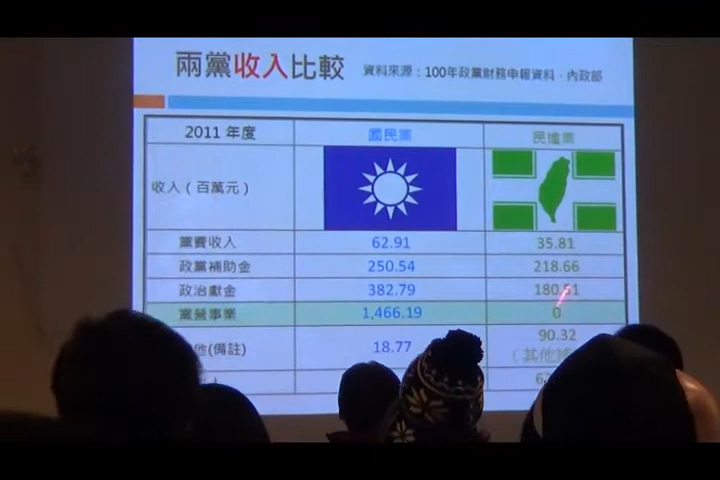 兩黨收入比較 資料來源：100年政黨財務申報資料·內政部
2011 年度 國民黨 民進黨
收入（百萬元）
黨費收入 62.91 35.81
政黨補助金 250.54 218.66
政治獻金 382.79 180.61
黨營事業 1,466.19 0
他(備註) 18.77 90.32
（其他